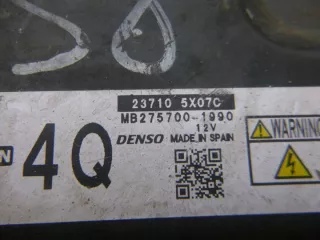 23710 5X07C
MB275700-1990
12V
4Q
DENSO MADE IN SPAIN
WARNING